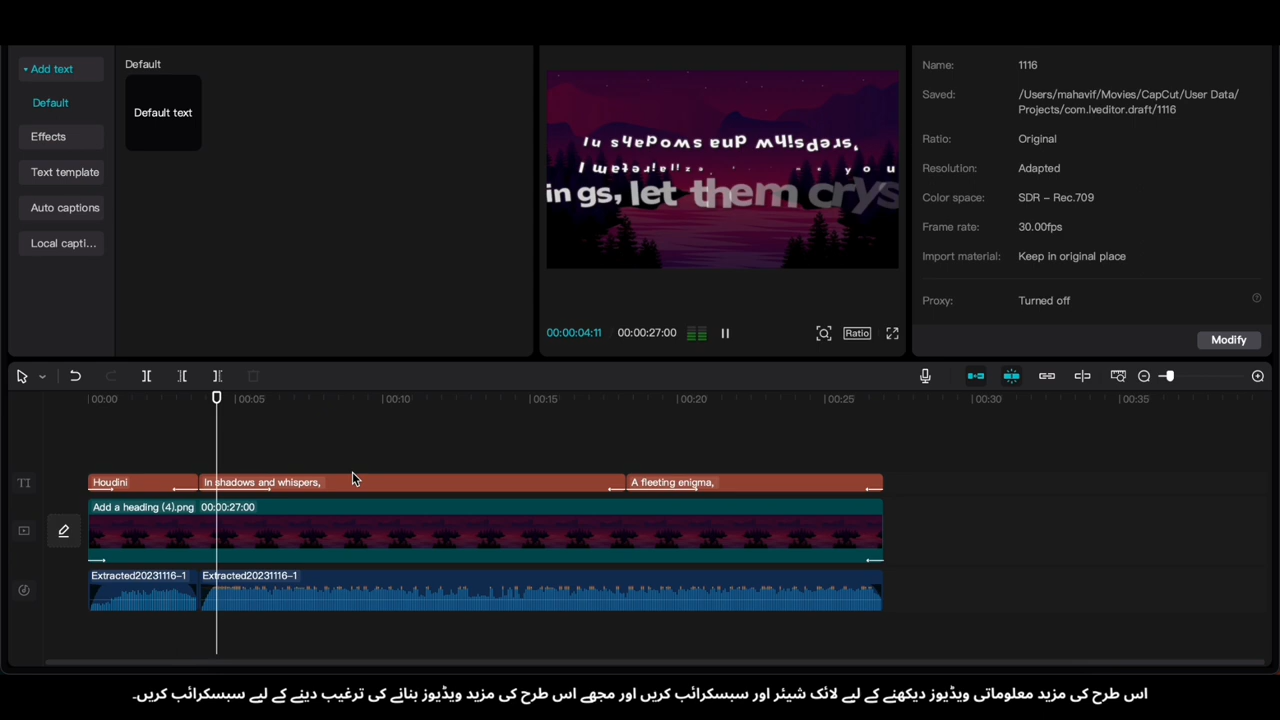 Add text
Default
Effects
Text template
Auto captions
Local capti...
Default
Default text
In shadows and whispers,
ings, let them crys
00:00:04:11 / 00:00:27:00
Ratio
Name: 1116
Saved: /Users/mahavif/Movies/CapCut/User Data/
Projects/com.lveditor.draft/1116
Ratio: Original
Resolution: Adapted
Color space: SDR – Rec.709
Frame rate: 30.00fps
Import material: Keep in original place
Proxy: Turned off
Modify
00:00 00:05 00:10 00:15 00:20 00:25 00:30 00:35
TI Houdini In shadows and whispers, A fleeting enigma,
Add a heading (4).png 00:00:27:00
Extracted20231116–1 Extracted20231116–1
اس طرح کی مزید معلوماتی ویڈیوز دیکھنے کے لیے لائک شیئر اور سبسکرائب کریں اور مجھے اس طرح کی مزید ویڈیوز بنانے کی ترغیب دینے کے لیے سبسکرائب کریں۔